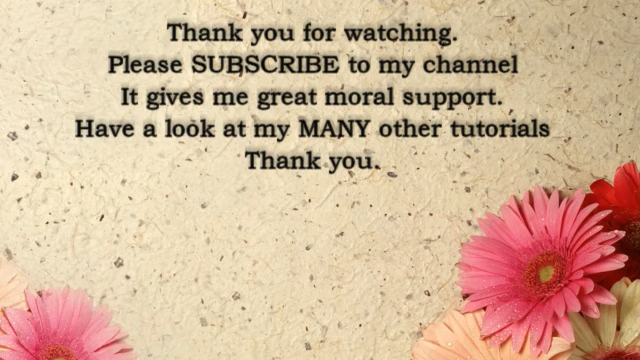 Thank you for watching.
Please SUBSCRIBE to my channel
It gives me great moral support.
Have a look at my MANY other tutorials
Thank you.